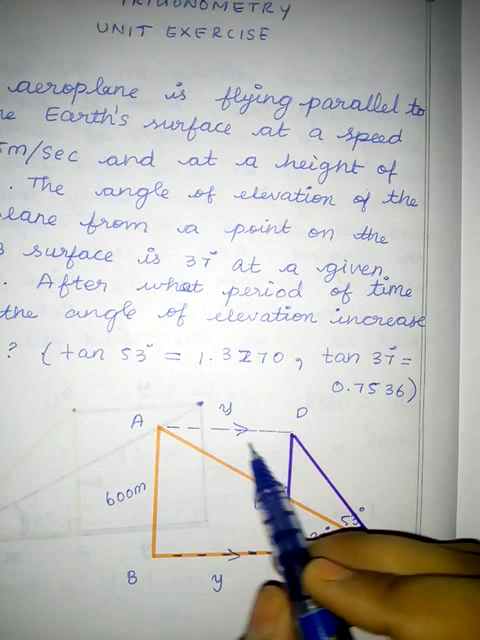 TRIGONOMETRY
UNIT EXERCISE
aeroplane is flying parallel to
Earth's surface at a speed
m/sec and at a height of
. The angle of elevation of the
from a point on the
surface is 37° at a given
. After what period of time
the angle of elevation increase
? (tan 53° = 1.3270, tan 37° =
0.7536)
y
A
D
600m
53°
B
y